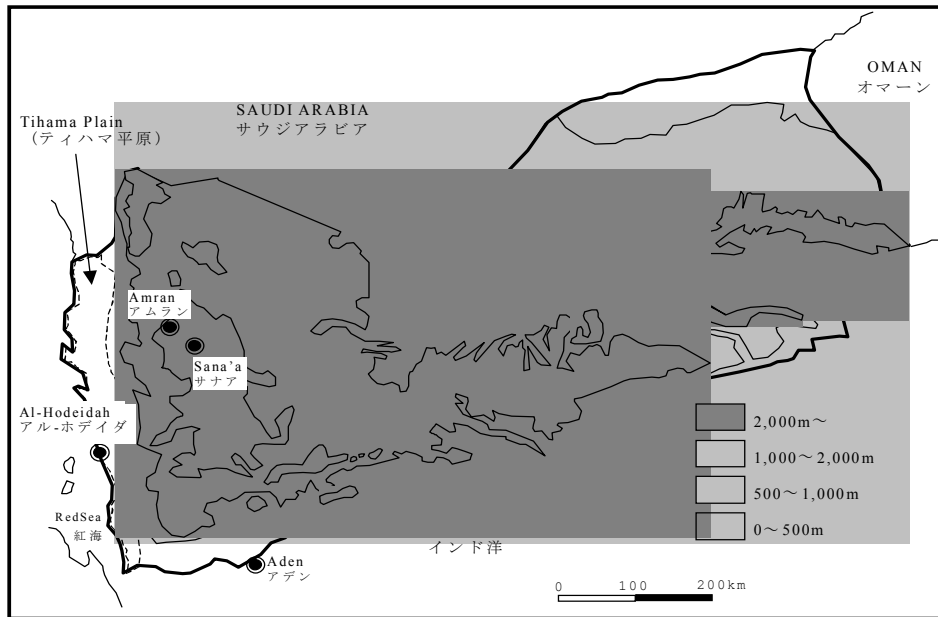 OMAN
オマーン
SAUDI ARABIA
サウジアラビア
Tihama Plain
（ティハマ平原）
Amran
アムラン
Sana’a
サナア
Al-Hodeidah
アル-ホデイダ
2,000m～
1,000～2,000m
500～1,000m
0～500m
RedSea
紅海
インド洋
Aden
アデン
0 100 200km